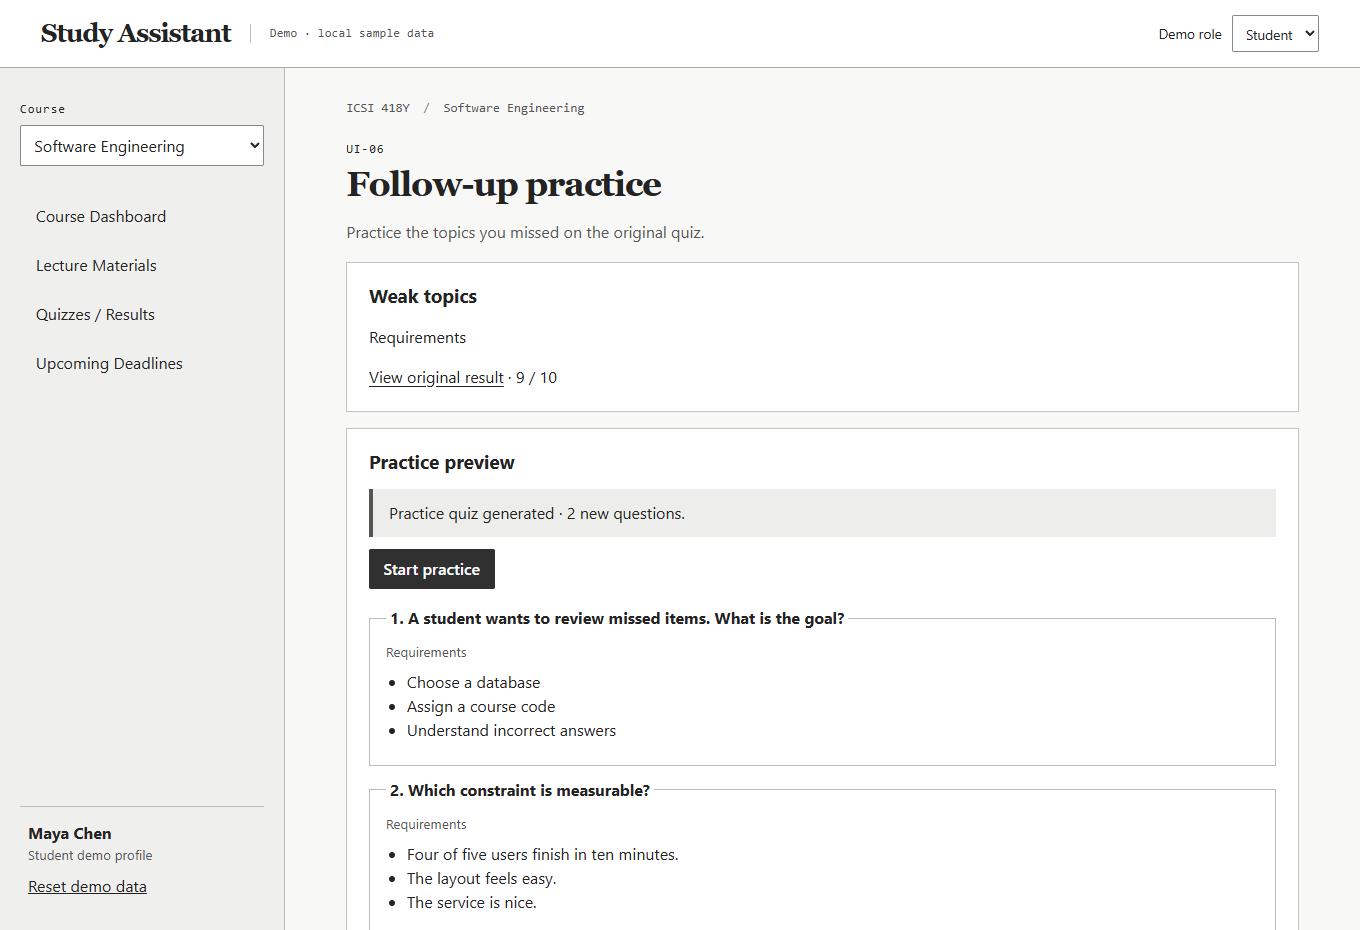 Study Assistant
Demo · local sample data
Demo role
Student
Course
Software Engineering
Course Dashboard
Lecture Materials
Quizzes / Results
Upcoming Deadlines
Maya Chen
Student demo profile
Reset demo data
ICSI 418Y / Software Engineering
UI-06
Follow-up practice
Practice the topics you missed on the original quiz.
Weak topics
Requirements
View original result · 9 / 10
Practice preview
Practice quiz generated · 2 new questions.
Start practice
1. A student wants to review missed items. What is the goal?
Requirements
• Choose a database
• Assign a course code
• Understand incorrect answers
2. Which constraint is measurable?
Requirements
• Four of five users finish in ten minutes.
• The layout feels easy.
• The service is nice.